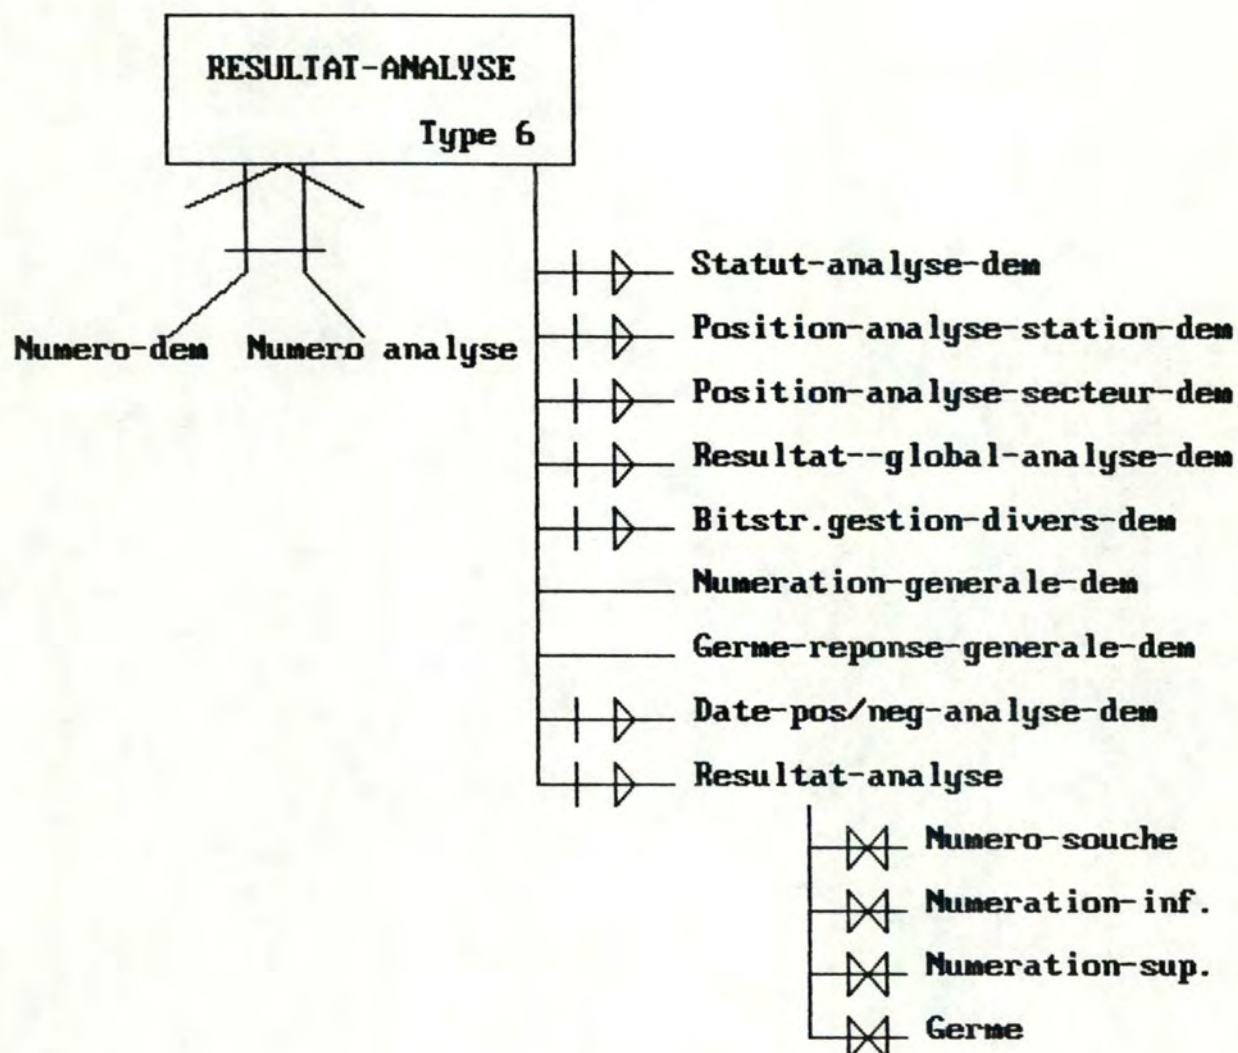 RESULTAT-ANALYSE
Type 6
Numero-dem Numero analyse
Statut-analyse-dem
Position-analyse-station-dem
Position-analyse-secteur-dem
Resultat--global-analyse-dem
Bitstr.gestion-divers-dem
Numeration-generale-dem
Germe-reponse-generale-dem
Date-pos/neg-analyse-dem
Resultat-analyse
Numero-souche
Numeration-inf.
Numeration-sup.
Germe